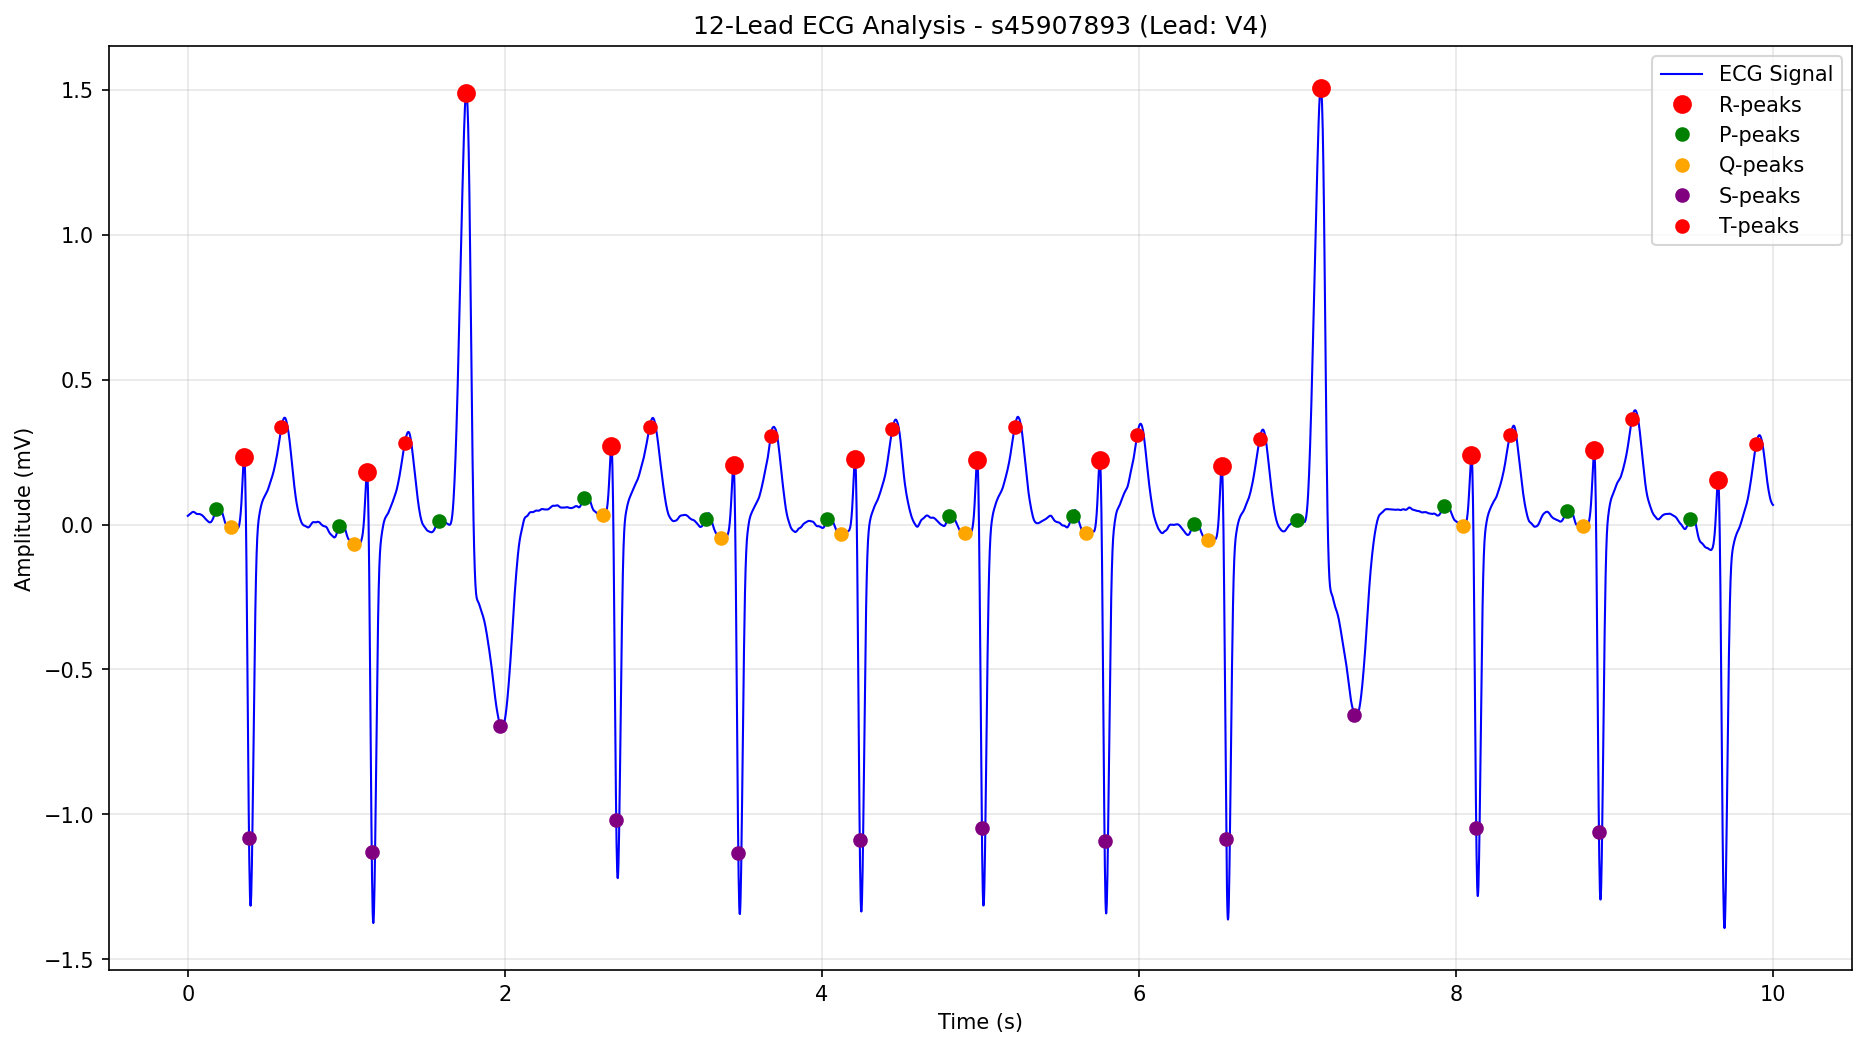 12-Lead ECG Analysis - s45907893 (Lead: V4)
ECG Signal
R-peaks
P-peaks
Q-peaks
S-peaks
T-peaks
Amplitude (mV)
1.5
1.0
0.5
0.0
−0.5
−1.0
−1.5
0
2
4
6
8
10
Time (s)